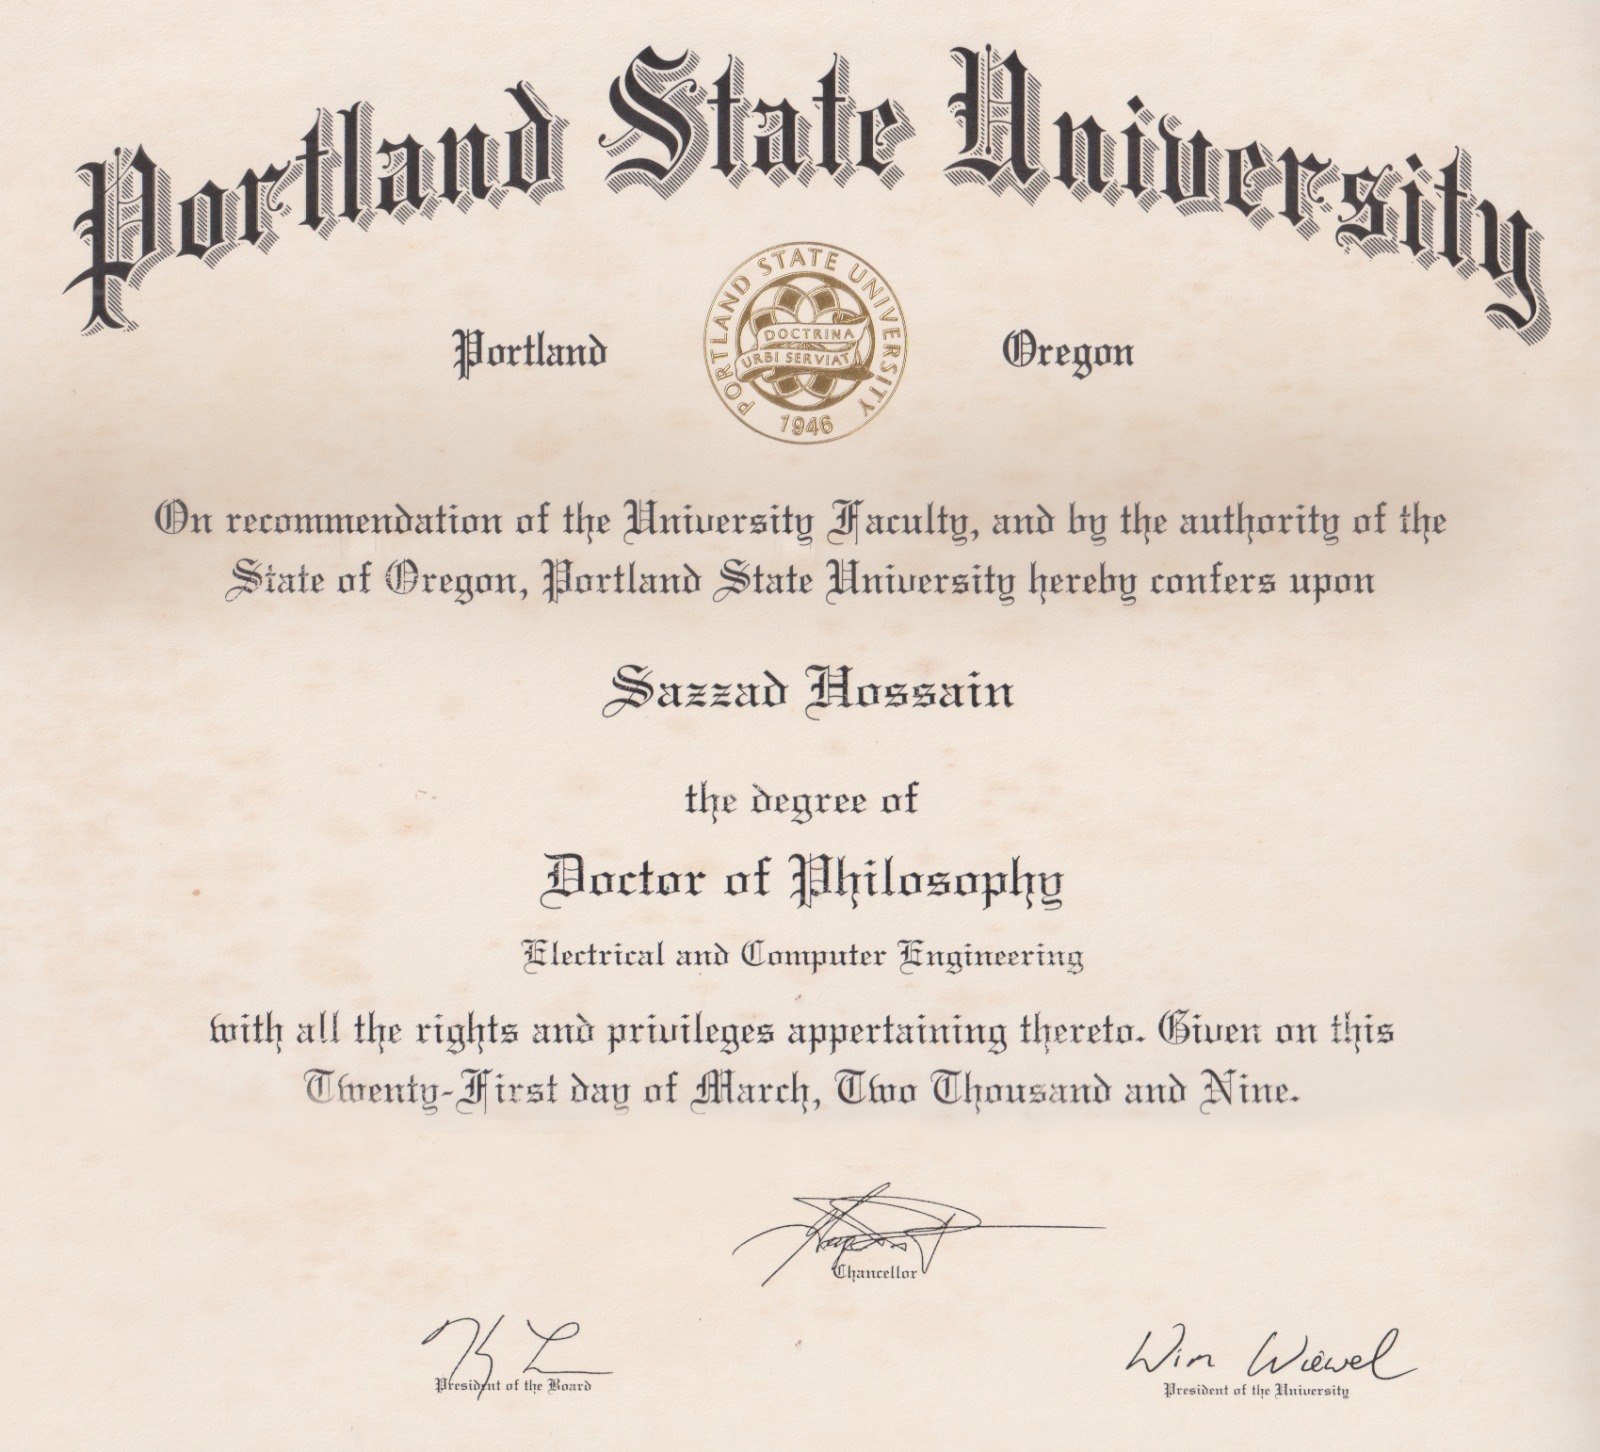 Portland State University
Portland
Oregon
PORTLAND STATE UNIVERSITY
DOCTRINA
URBI SERVIAT
1946
On recommendation of the University Faculty, and by the authority of the
State of Oregon, Portland State University hereby confers upon
Sazzad Hossain
the degree of
Doctor of Philosophy
Electrical and Computer Engineering
with all the rights and privileges appertaining thereto. Given on this
Twenty-First day of March, Two Thousand and Nine.
Chancellor
President of the Board
Wim Wiewel
President of the University